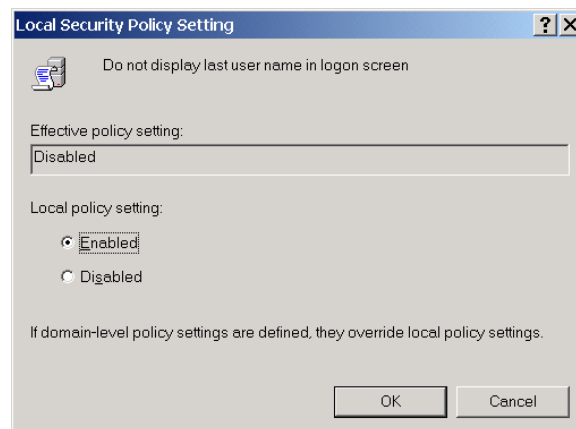 Local Security Policy Setting
Do not display last user name in logon screen
Effective policy setting:
Disabled
Local policy setting:
Enabled
Disabled
If domain-level policy settings are defined, they override local policy settings.
OK Cancel